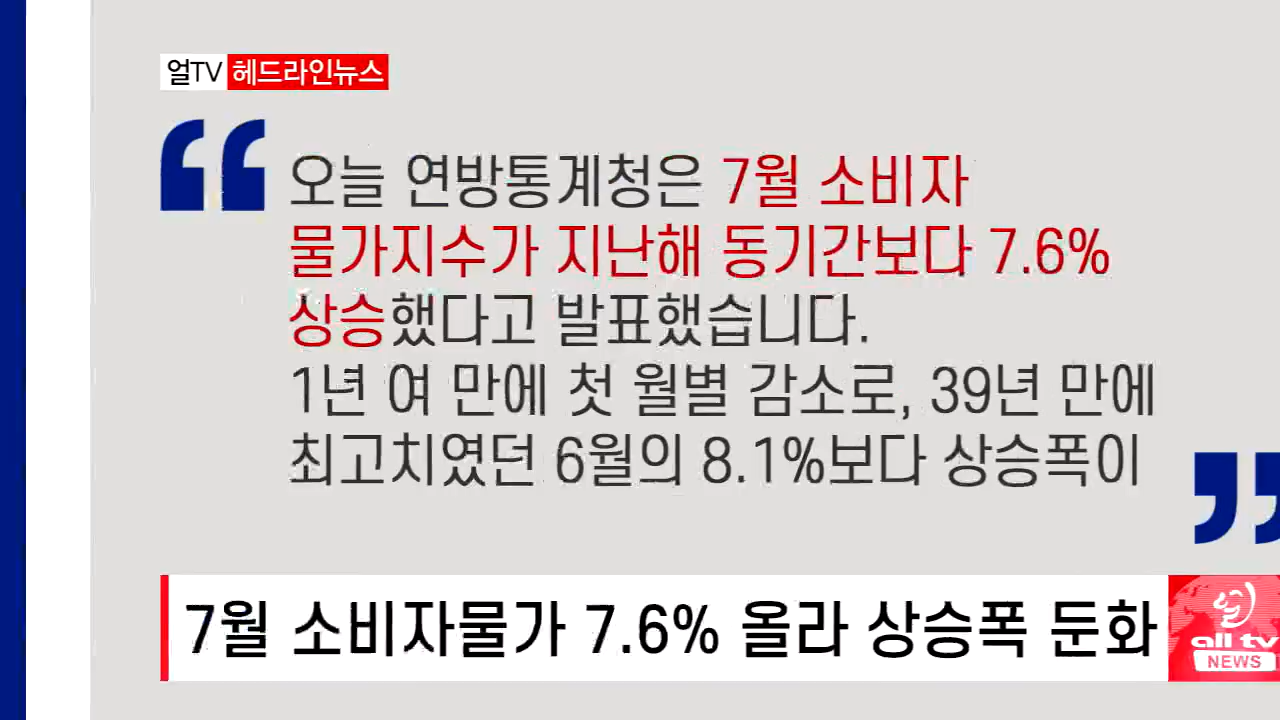 얼TV 헤드라인뉴스
오늘 연방통계청은 7월 소비자
물가지수가 지난해 동기간보다 7.6%
상승했다고 발표했습니다.
1년 여 만에 첫 월별 감소로, 39년 만에
최고치였던 6월의 8.1%보다 상승폭이
7월 소비자물가 7.6% 올라 상승폭 둔화
all tv
NEWS